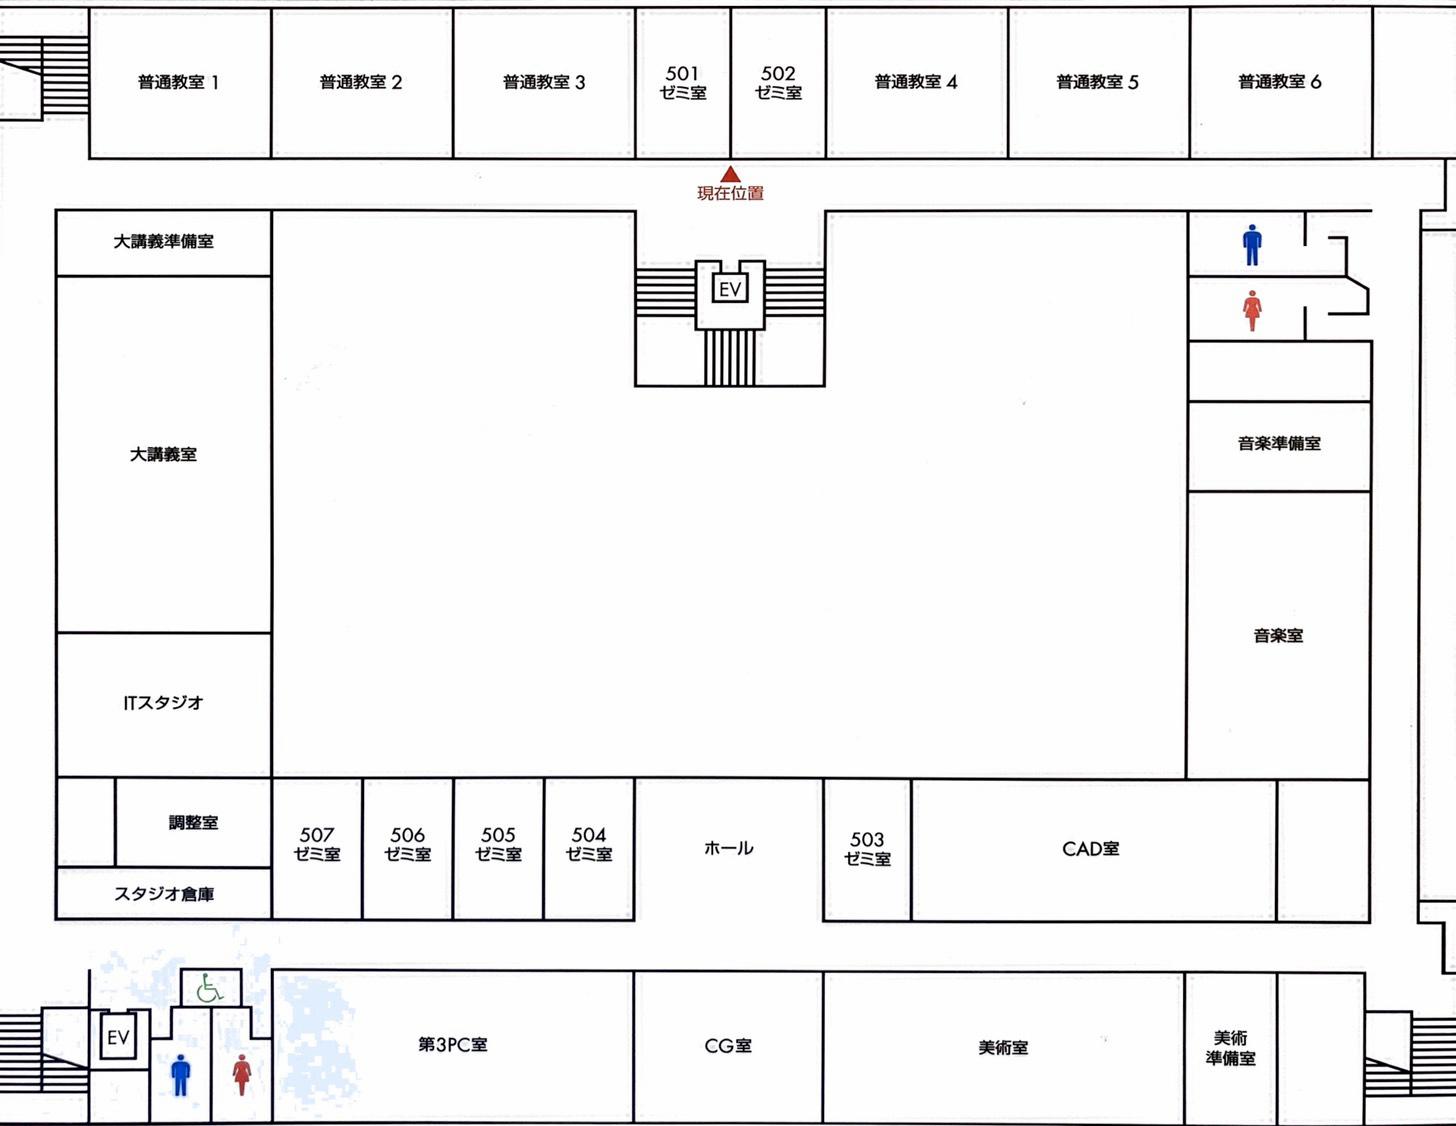 普通教室 1
普通教室 2
普通教室 3
501
ゼミ室
502
ゼミ室
普通教室 4
普通教室 5
普通教室 6
現在位置
大講義準備室
EV
大講義室
音楽準備室
音楽室
ITスタジオ
調整室
スタジオ倉庫
507
ゼミ室
506
ゼミ室
505
ゼミ室
504
ゼミ室
ホール
503
ゼミ室
CAD室
EV
第3PC室
CG室
美術室
美術
準備室